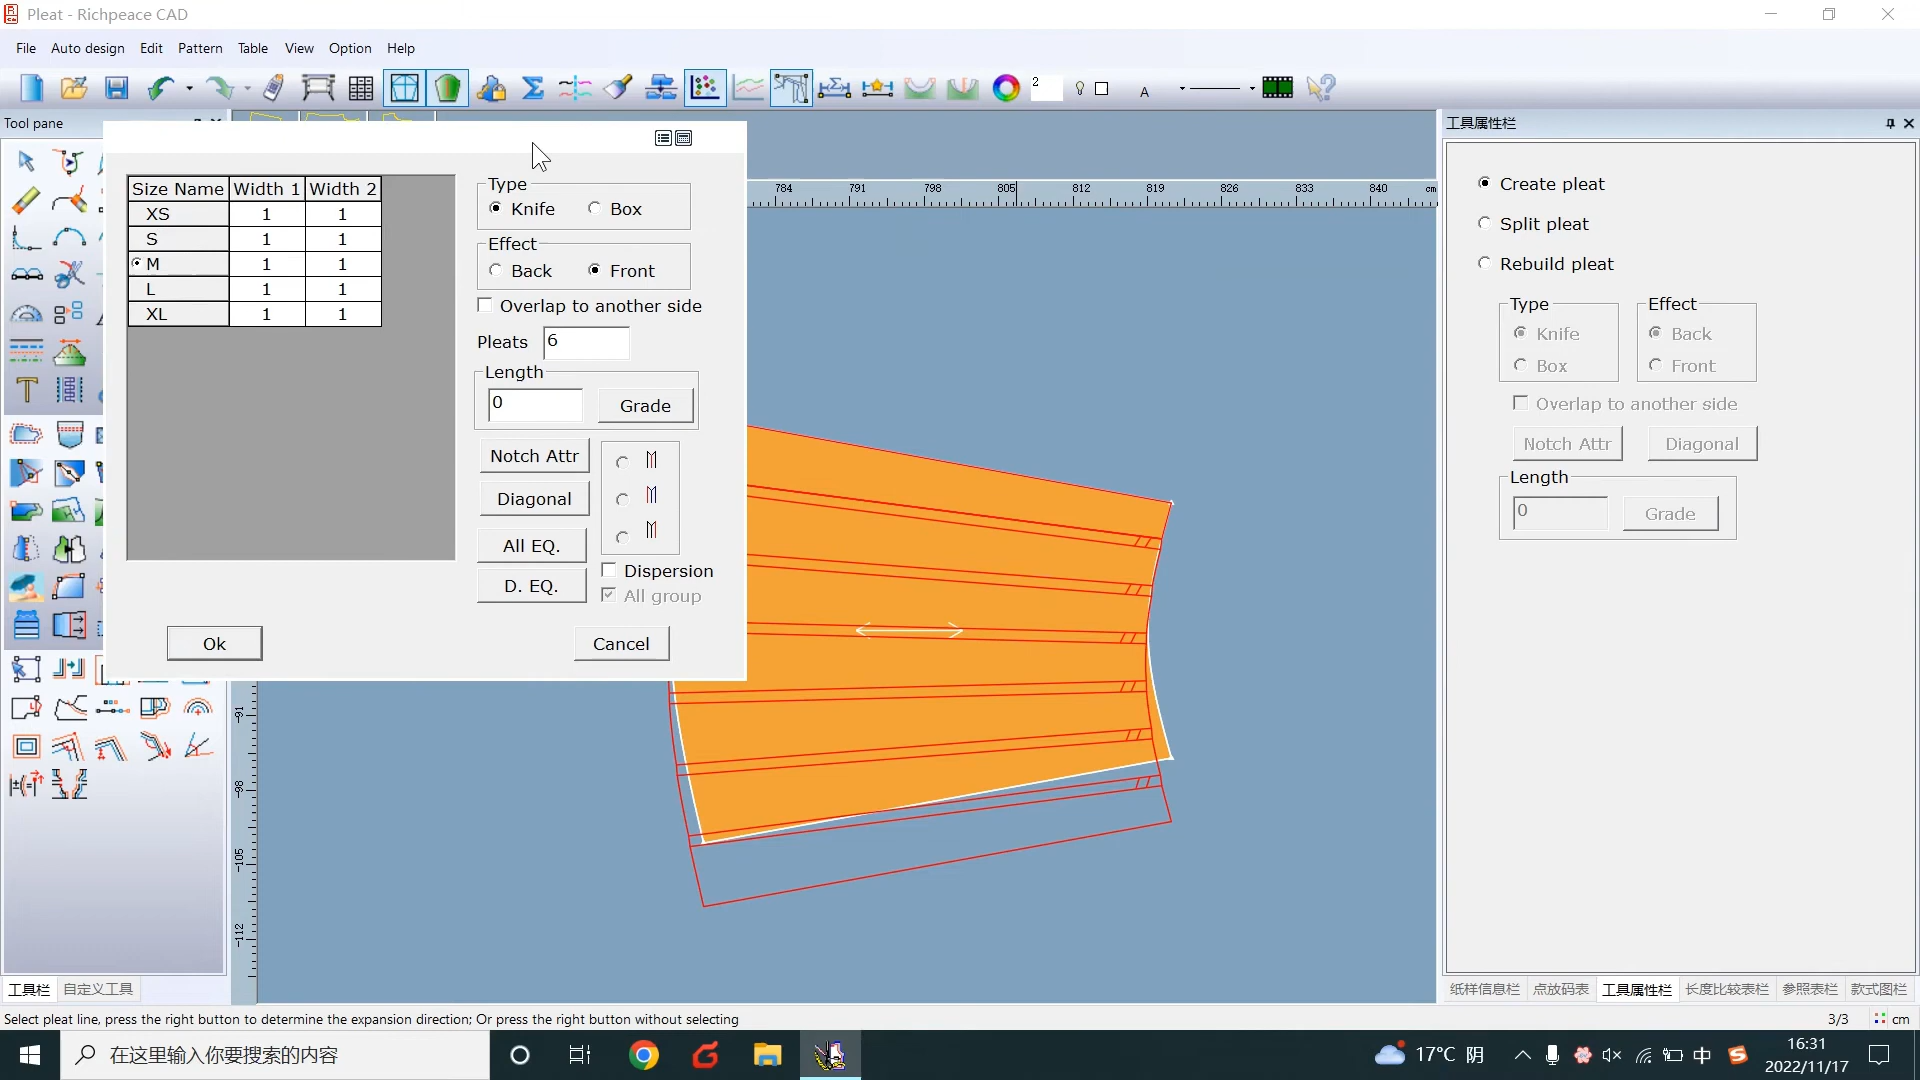 Pleat - Richpeace CAD
File Auto design Edit Pattern Table View Option Help
2
A
Tool pane
工具属性栏
Size Name Width 1 Width 2
XS 1 1
S 1 1
M 1 1
L 1 1
XL 1 1
Type
Knife Box
Effect
Back Front
Overlap to another side
Pleats 6
Length
0 Grade
Notch Attr
Diagonal
All EQ.
D. EQ.
Dispersion
All group
Ok Cancel
784 791 798 805 812 819 826 833 840 cm
-91
-98
-105
-112
Create pleat
Split pleat
Rebuild pleat
Type Effect
Knife Back
Box Front
Overlap to another side
Notch Attr Diagonal
Length
0 Grade
工具栏 自定义工具
纸样信息栏 点放码表 工具属性栏 长度比较表栏 参照表栏 款式图栏
Select pleat line, press the right button to determine the expansion direction; Or press the right button without selecting
3/3 cm
在这里输入你要搜索的内容
17°C 阴
中
16:31
2022/11/17